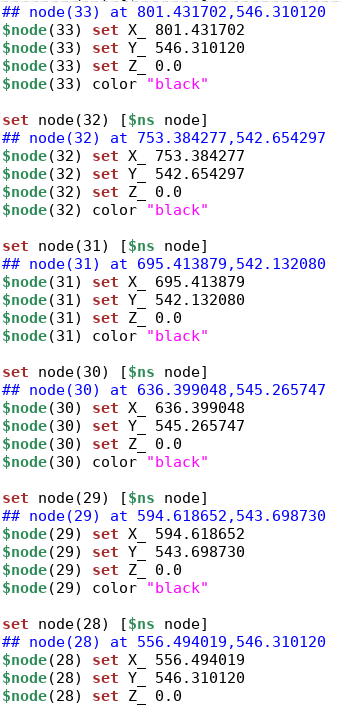 ## node(33) at 801.431702,546.310120
$node(33) set X_ 801.431702
$node(33) set Y_ 546.310120
$node(33) set Z_ 0.0
$node(33) color "black"

set node(32) [$ns node]
## node(32) at 753.384277,542.654297
$node(32) set X_ 753.384277
$node(32) set Y_ 542.654297
$node(32) set Z_ 0.0
$node(32) color "black"

set node(31) [$ns node]
## node(31) at 695.413879,542.132080
$node(31) set X_ 695.413879
$node(31) set Y_ 542.132080
$node(31) set Z_ 0.0
$node(31) color "black"

set node(30) [$ns node]
## node(30) at 636.399048,545.265747
$node(30) set X_ 636.399048
$node(30) set Y_ 545.265747
$node(30) set Z_ 0.0
$node(30) color "black"

set node(29) [$ns node]
## node(29) at 594.618652,543.698730
$node(29) set X_ 594.618652
$node(29) set Y_ 543.698730
$node(29) set Z_ 0.0
$node(29) color "black"

set node(28) [$ns node]
## node(28) at 556.494019,546.310120
$node(28) set X_ 556.494019
$node(28) set Y_ 546.310120
$node(28) set Z_ 0.0